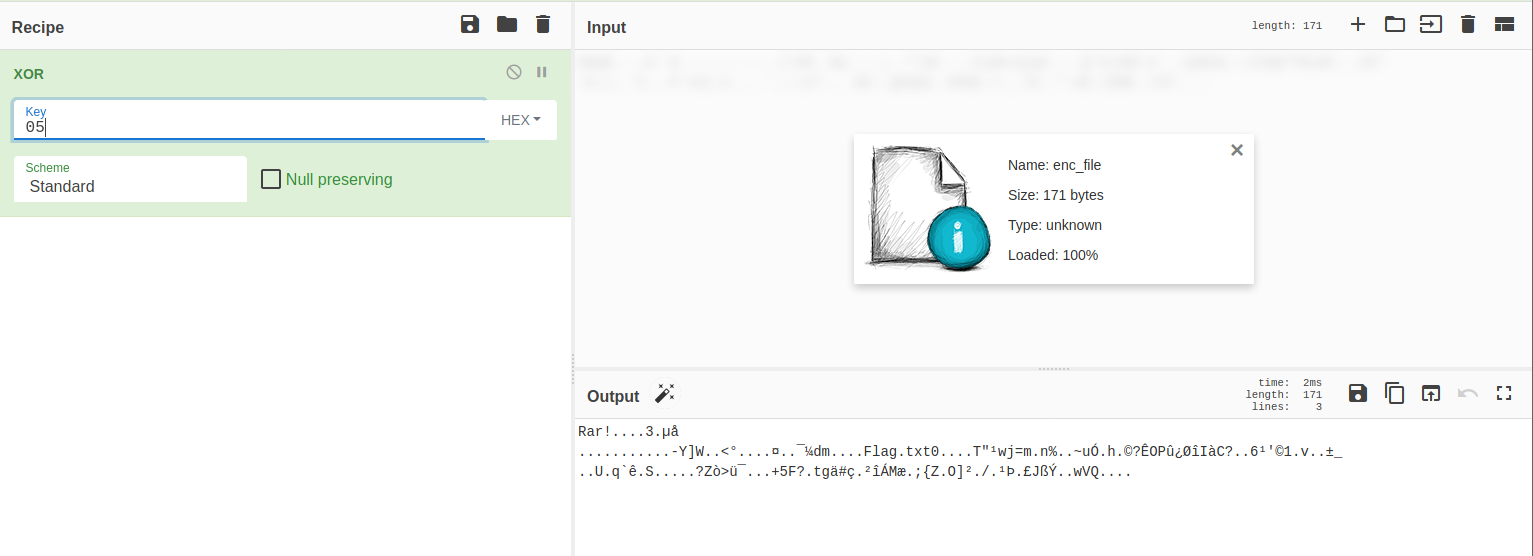 Recipe
XOR
Key
05
HEX
Scheme
Standard
Null preserving
Input
length: 171
Name: enc_file
Size: 171 bytes
Type: unknown
Loaded: 100%
Output
time: 2ms
length: 171
lines: 3
Rar!....3.µå
...........-Y]W..<°....¤..¯¼dm....Flag.txt0....T"¹wj=m.n%..~uÓ.h.©?ÊOPû¿ØîIàC?..6¹'©1.v..±_
..U.q`ê.S.....?Zò>ü¯...+5F?.tgä#ç.²îÁMæ.;{Z.O]²./.¹Þ.£JßÝ..wVQ....